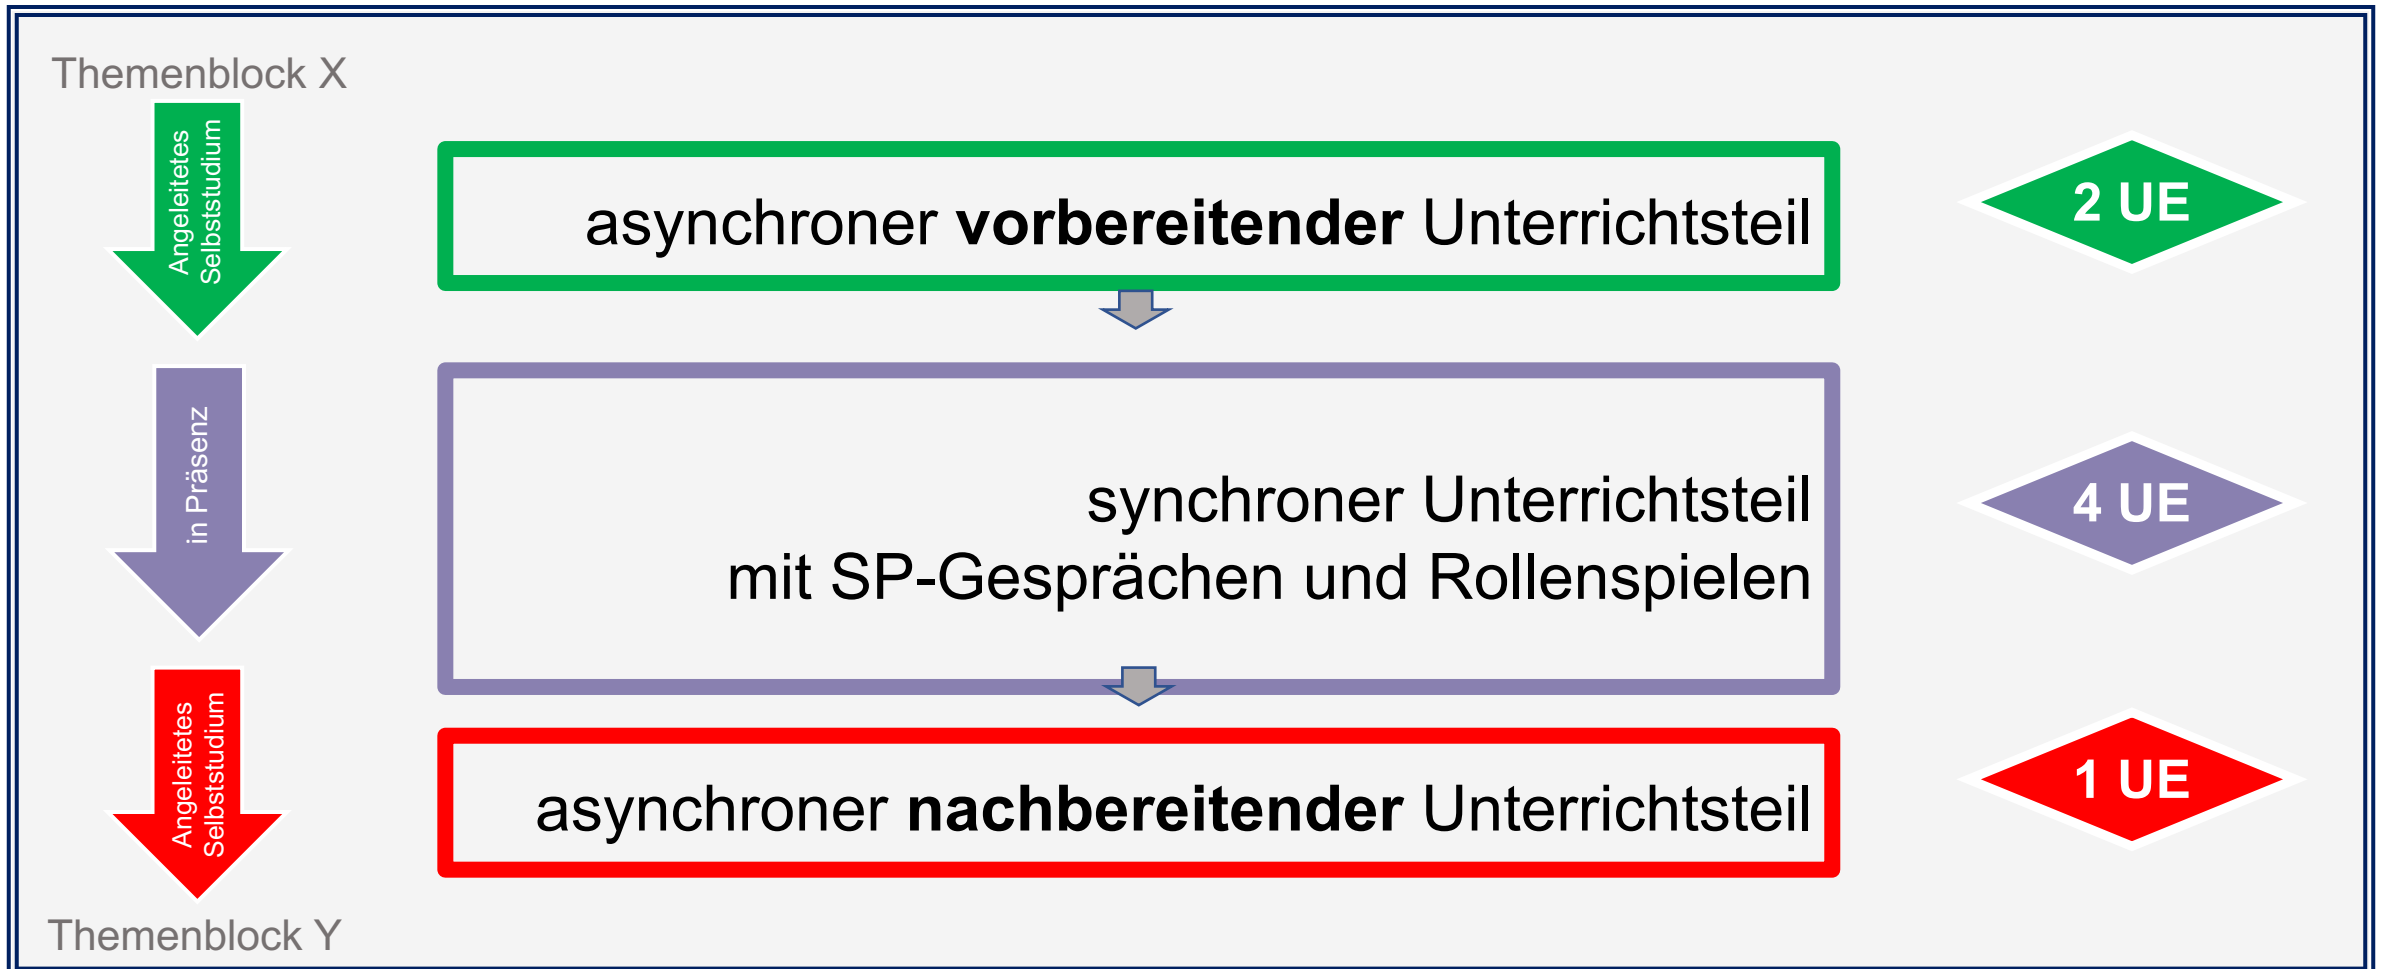 Themenblock X
Angeleitetes
Selbststudium
asynchroner vorbereitender Unterrichtsteil
2 UE
in Präsenz
synchroner Unterrichtsteil
mit SP-Gesprächen und Rollenspielen
4 UE
Angeleitetes
Selbststudium
asynchroner nachbereitender Unterrichtsteil
1 UE
Themenblock Y